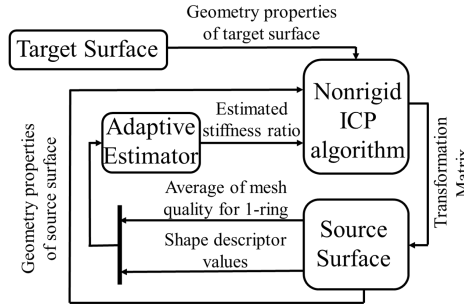 Geometry properties
of target surface
Target Surface
Nonrigid
ICP
algorithm
Estimated
stiffness ratio
Adaptive
Estimator
Geometry properties
of source surface
Transformation
Matrix
Average of mesh
quality for 1-ring
Shape descriptor
values
Source
Surface